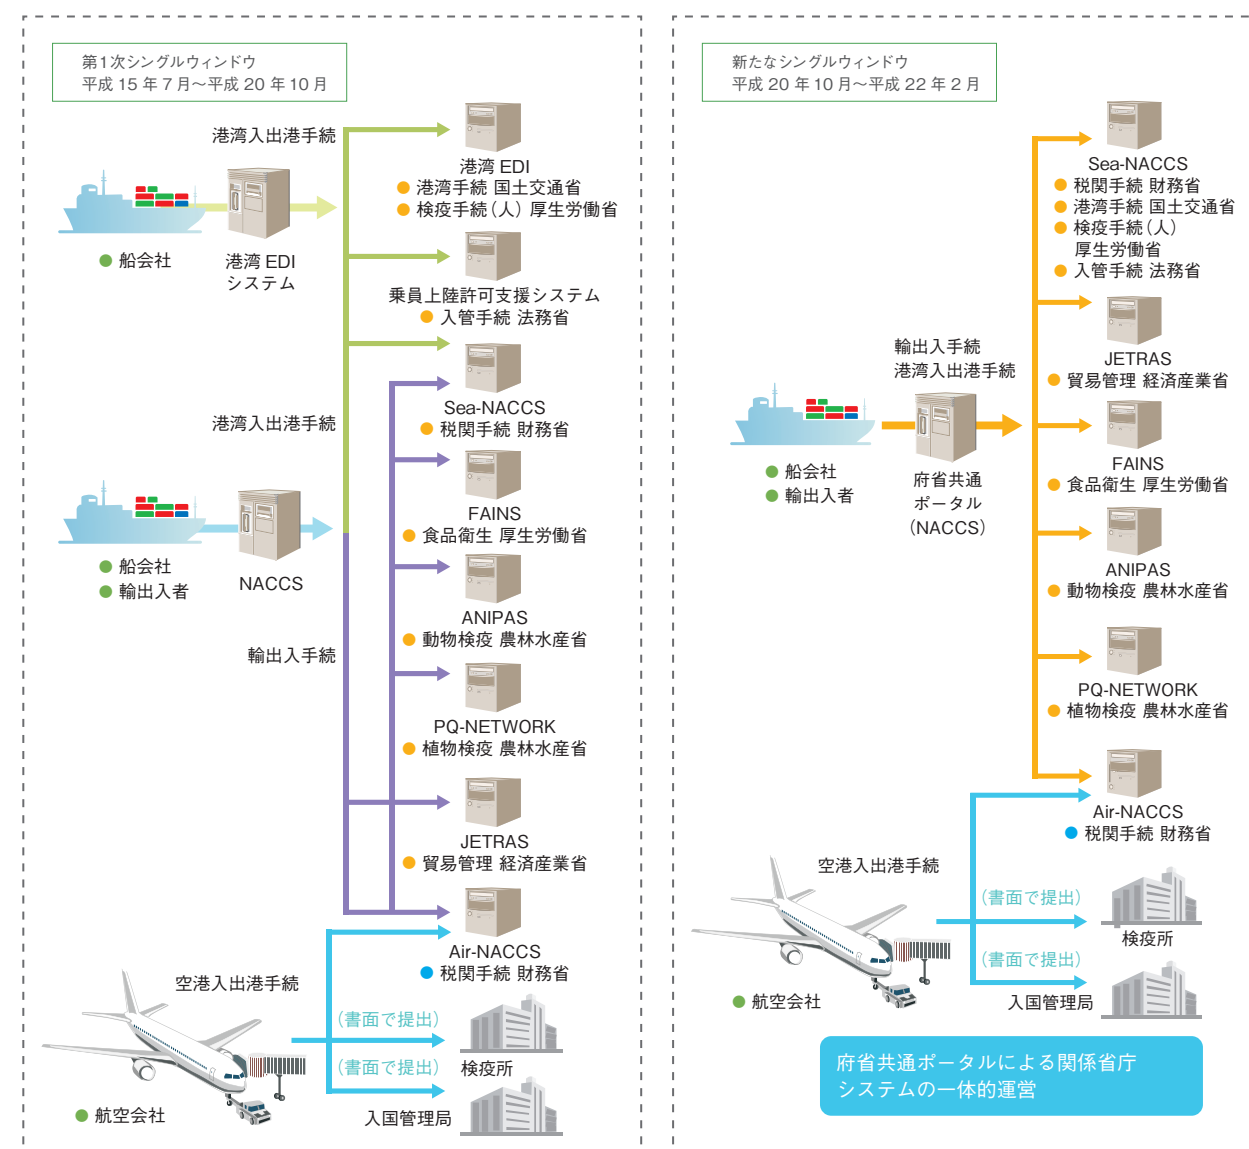 第1次シングルウィンドウ
平成 15 年 7 月～平成 20 年 10 月
港湾入出港手続
港湾 EDI
● 港湾手続 国土交通省
● 検疫手続（人） 厚生労働省
● 船会社
港湾 EDI
システム
乗員上陸許可支援システム
● 入管手続 法務省
港湾入出港手続
Sea-NACCS
● 税関手続 財務省
FAINS
● 食品衛生 厚生労働省
● 船会社
● 輸出入者
NACCS
ANIPAS
● 動物検疫 農林水産省
輸出入手続
PQ-NETWORK
● 植物検疫 農林水産省
JETRAS
● 貿易管理 経済産業省
Air-NACCS
● 税関手続 財務省
空港入出港手続
（書面で提出）
検疫所
（書面で提出）
入国管理局
● 航空会社
新たなシングルウィンドウ
平成 20 年 10 月～平成 22 年 2 月
Sea-NACCS
● 税関手続 財務省
● 港湾手続 国土交通省
● 検疫手続（人）
厚生労働省
● 入管手続 法務省
輸出入手続
港湾入出港手続
JETRAS
● 貿易管理 経済産業省
● 船会社
● 輸出入者
府省共通
ポータル
（NACCS）
FAINS
● 食品衛生 厚生労働省
ANIPAS
● 動物検疫 農林水産省
PQ-NETWORK
● 植物検疫 農林水産省
Air-NACCS
● 税関手続 財務省
空港入出港手続
（書面で提出）
検疫所
（書面で提出）
入国管理局
● 航空会社
府省共通ポータルによる関係省庁
システムの一体的運営